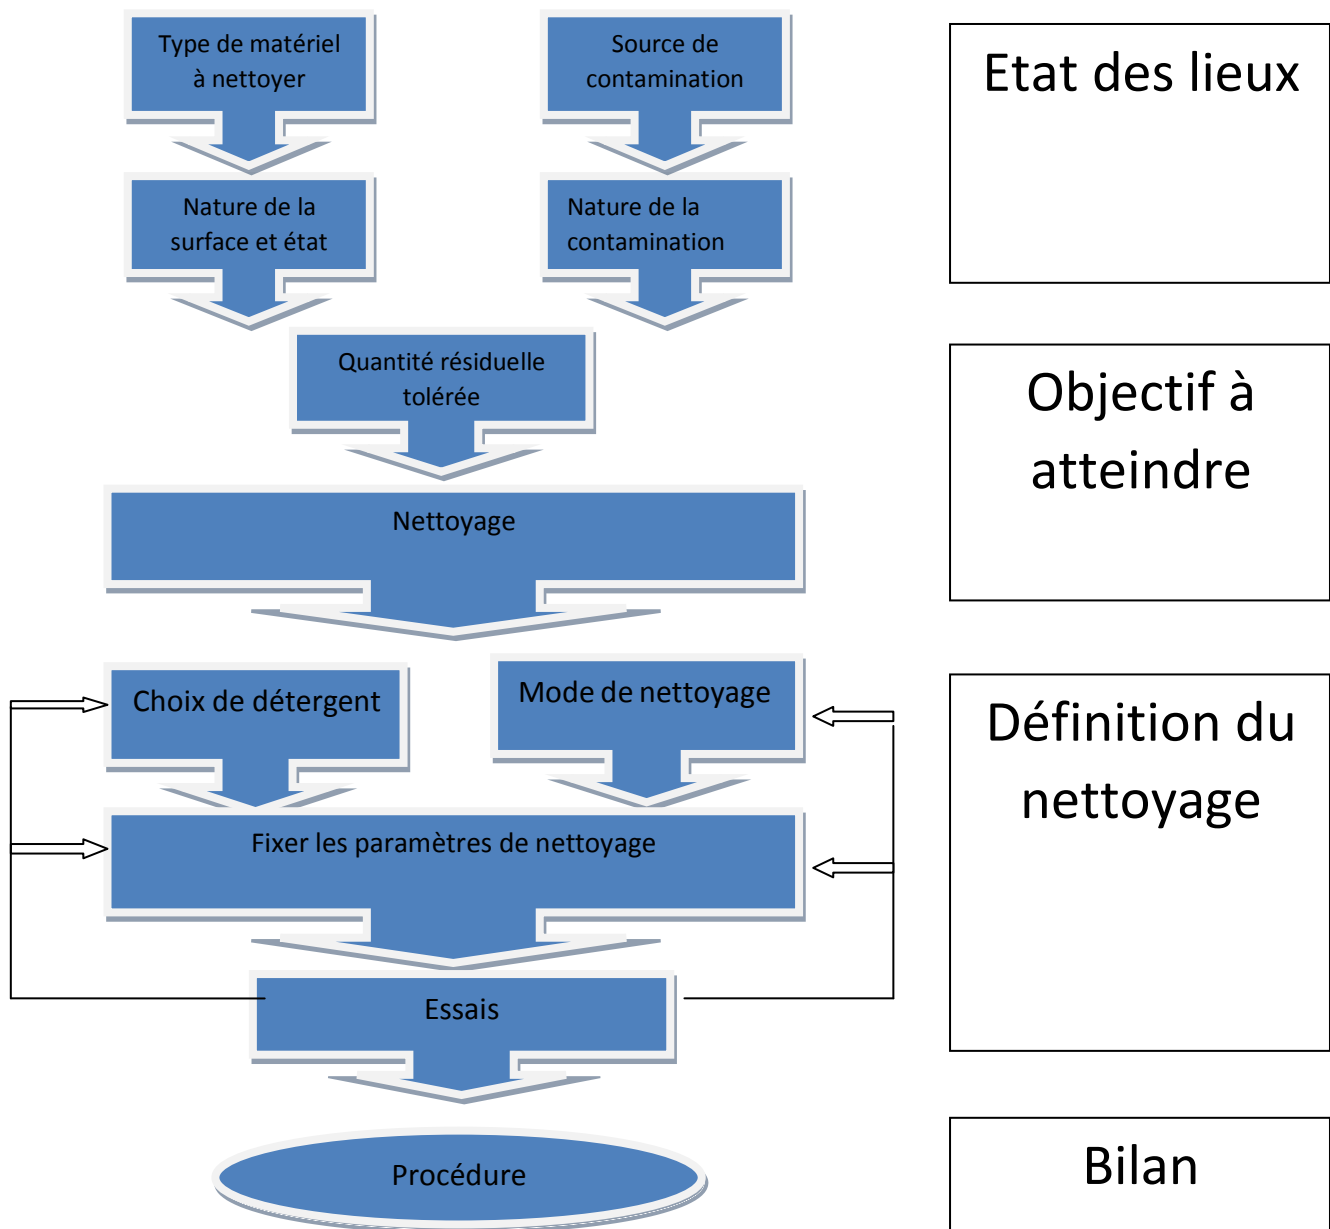 Type de matériel
à nettoyer
Source de
contamination
Etat des lieux
Nature de la
surface et état
Nature de la
contamination
Quantité résiduelle
tolérée
Objectif à
atteindre
Nettoyage
Choix de détergent
Mode de nettoyage
Définition du
nettoyage
Fixer les paramètres de nettoyage
Essais
Procédure
Bilan